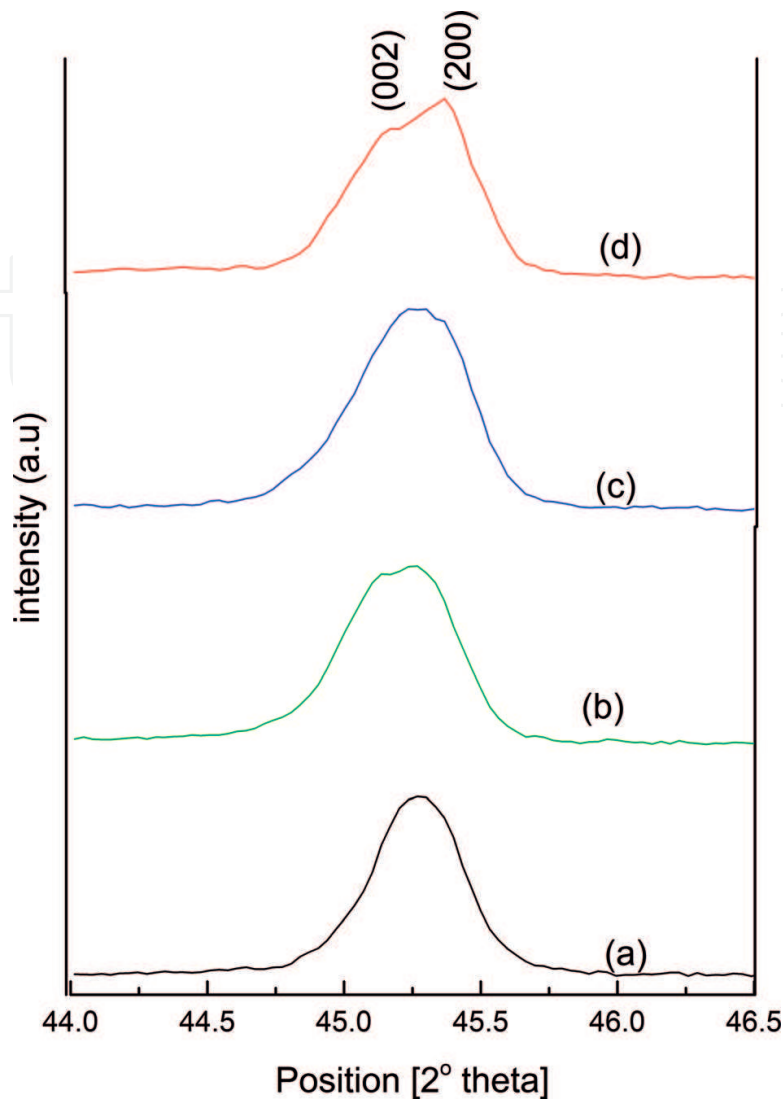 (002)
(200)
(d)
(c)
(b)
(a)
intensity (a.u)
44.0 44.5 45.0 45.5 46.0 46.5
Position [2° theta]